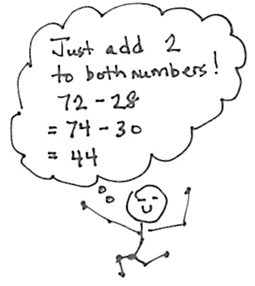 Just add 2
to both numbers!
72 - 28
= 74 - 30
= 44